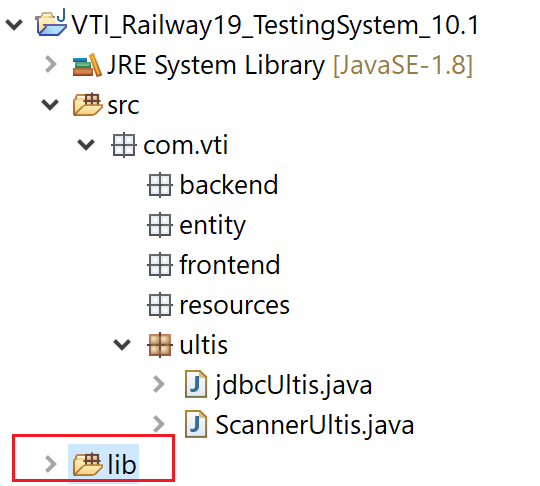 VTI_Railway19_TestingSystem_10.1
JRE System Library [JavaSE-1.8]
src
com.vti
backend
entity
frontend
resources
ultis
jdbcUltis.java
ScannerUltis.java
lib